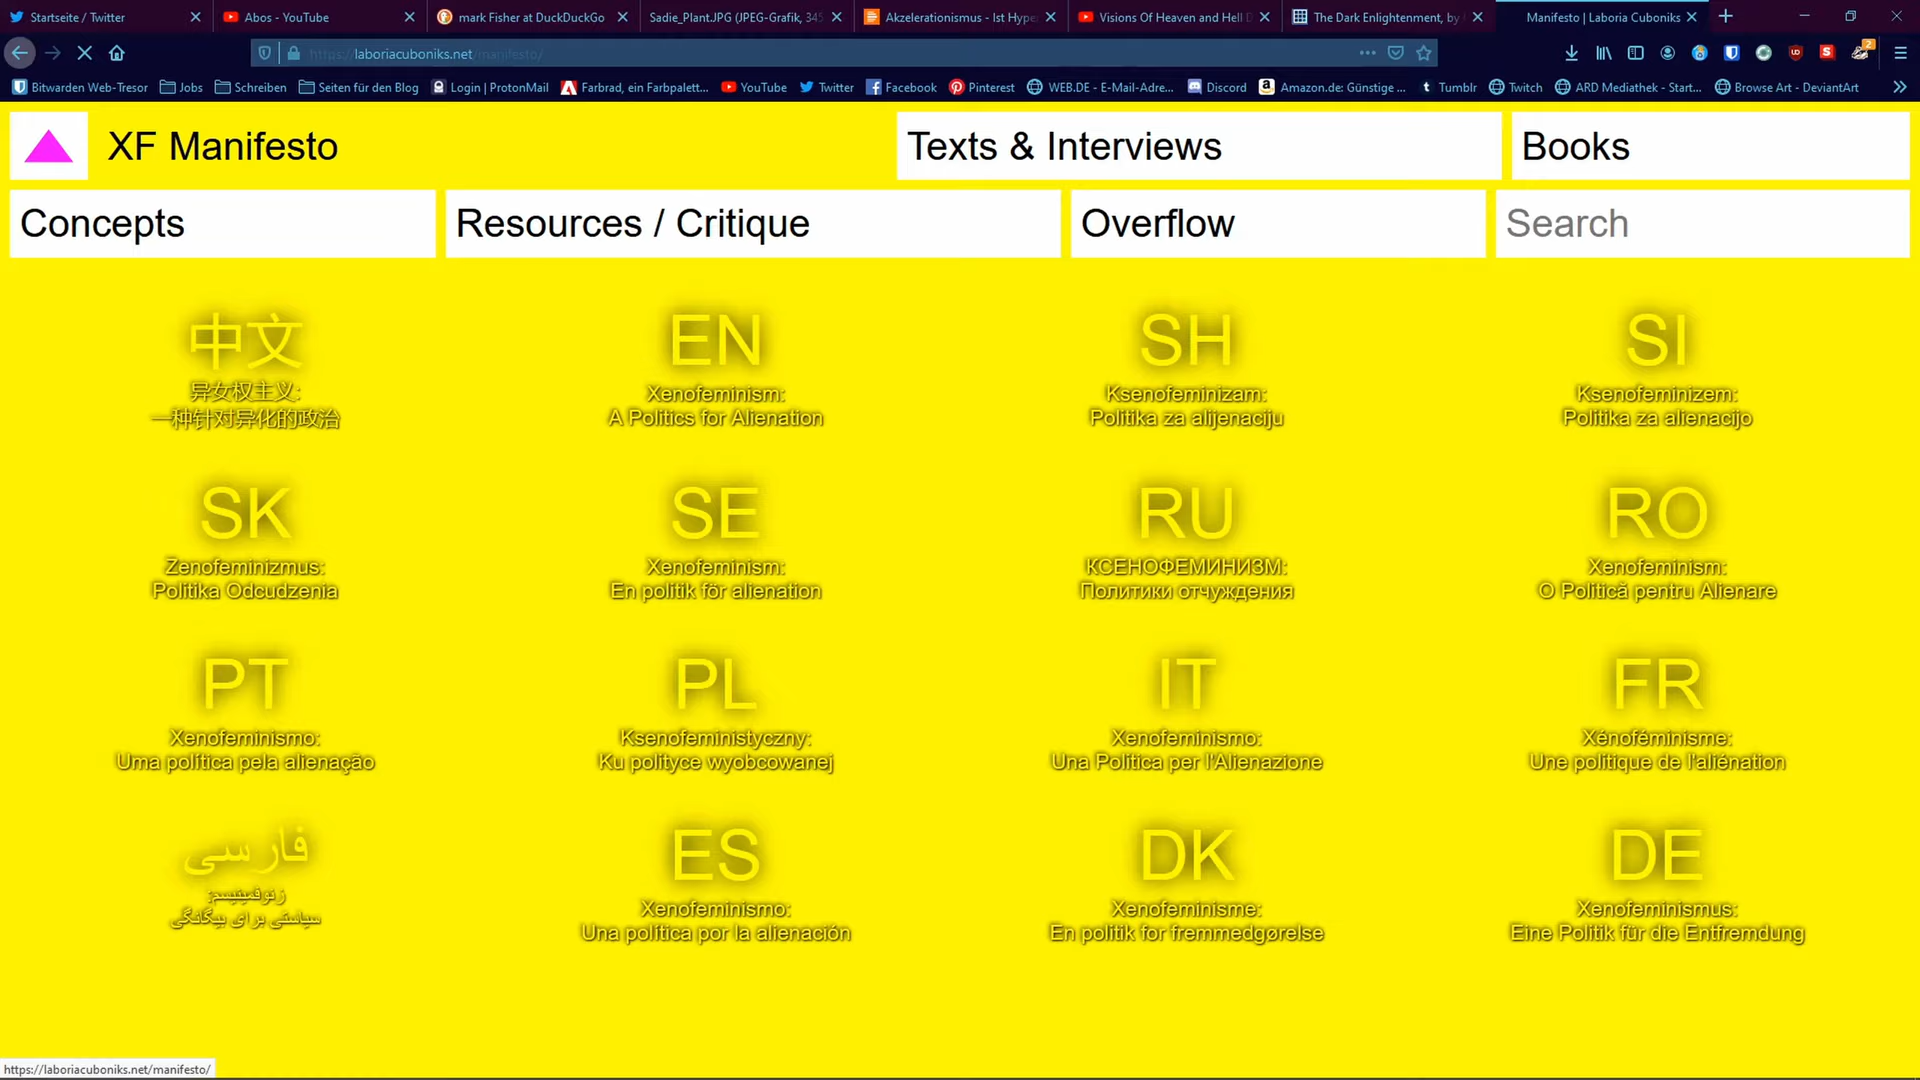 Startseite / Twitter
Abos - YouTube
mark Fisher at DuckDuckGo
Sadie_Plant.JPG (JPEG-Grafik, 345
Akzelerationismus - Ist Hype
Visions Of Heaven and Hell D
The Dark Enlightenment, by
Manifesto | Laboria Cuboniks
https://laboriacuboniks.net/manifesto/
2
Bitwarden Web-Tresor
Jobs
Schreiben
Seiten für den Blog
Login | ProtonMail
Farbrad, ein Farbpalett...
YouTube
Twitter
Facebook
Pinterest
WEB.DE - E-Mail-Adre...
Discord
Amazon.de: Günstige ...
Tumblr
Twitch
ARD Mediathek - Start...
Browse Art - DeviantArt
XF Manifesto
Texts & Interviews
Books
Concepts
Resources / Critique
Overflow
Search
中文
异女权主义:
一种针对异化的政治
EN
Xenofeminism:
A Politics for Alienation
SH
Ksenofeminizam:
Politika za alijenaciju
SI
Ksenofeminizem:
Politika za alienacijo
SK
Zenofeminizmus:
Politika Odcudzenia
SE
Xenofeminism:
En politik för alienation
RU
КСЕНОФЕМИНИЗМ:
Политики отчуждения
RO
Xenofeminism:
O Politică pentru Alienare
PT
Xenofeminismo:
Uma política pela alienação
PL
Ksenofeministyczny:
Ku polityce wyobcowanej
IT
Xenofeminismo:
Una Politica per l'Alienazione
FR
Xénoféminisme:
Une politique de l'aliénation
فارسی
زنوفمینیسم:
سیاستی برای بیگانگی
ES
Xenofeminismo:
Una política por la alienación
DK
Xenofeminisme:
En politik for fremmedgørelse
DE
Xenofeminismus:
Eine Politik für die Entfremdung
https://laboriacuboniks.net/manifesto/